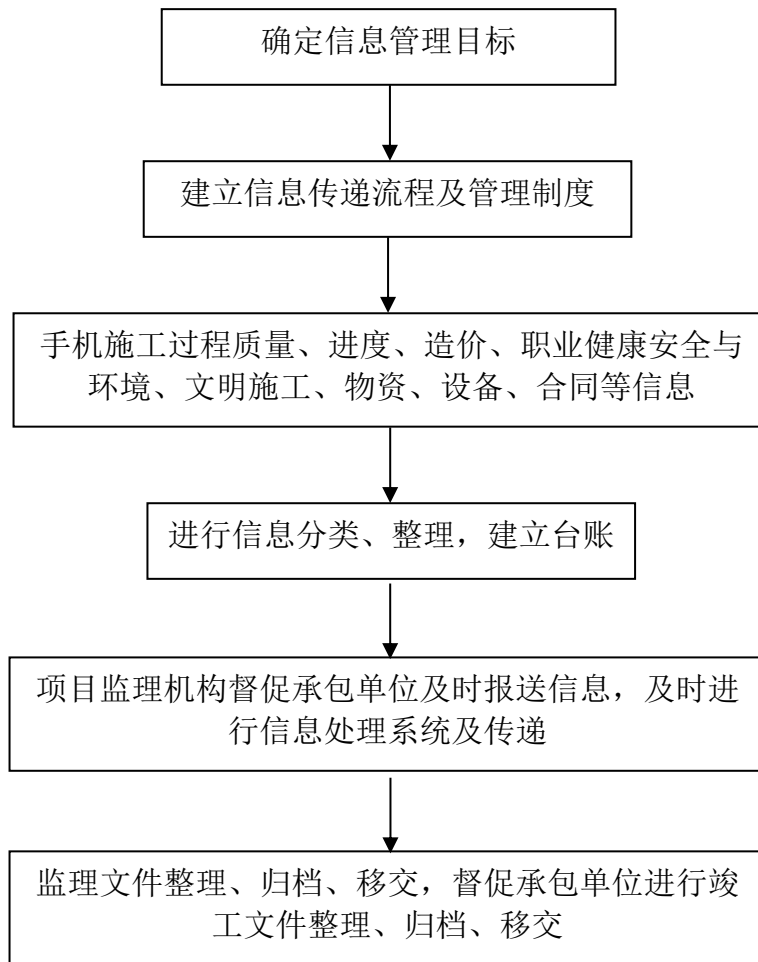 确定信息管理目标
建立信息传递流程及管理制度
手机施工过程质量、进度、造价、职业健康安全与
环境、文明施工、物资、设备、合同等信息
进行信息分类、整理，建立台账
项目监理机构督促承包单位及时报送信息，及时进
行信息处理系统及传递
监理文件整理、归档、移交，督促承包单位进行竣
工文件整理、归档、移交